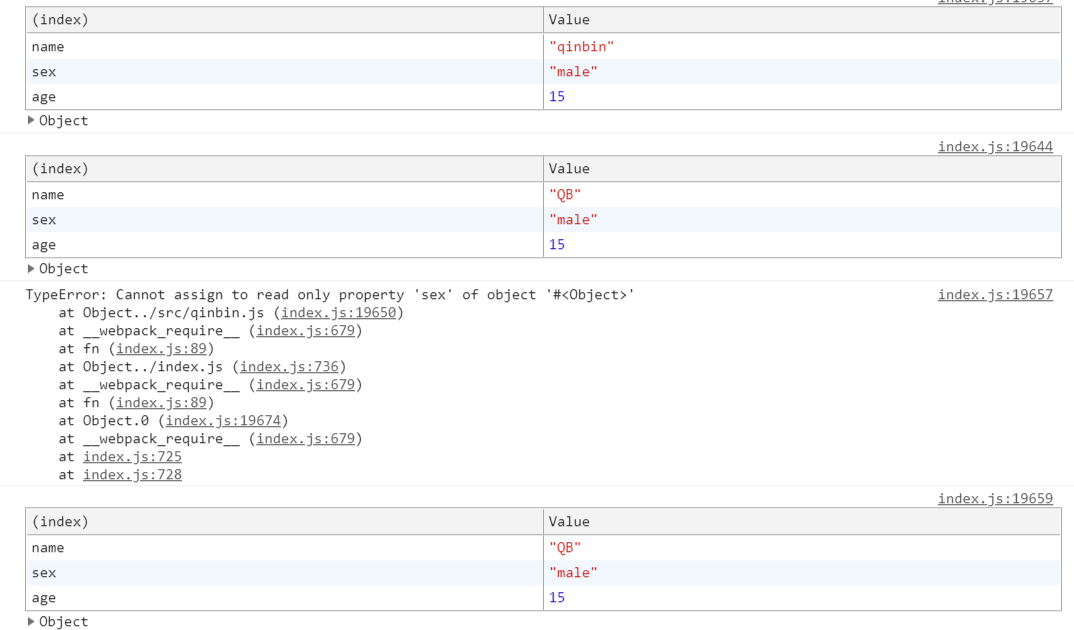 (index) Value
name "qinbin"
sex "male"
age 15
▶ Object
index.js:19644
(index) Value
name "QB"
sex "male"
age 15
▶ Object
TypeError: Cannot assign to read only property 'sex' of object '#<Object>' index.js:19657
at Object../src/qinbin.js (index.js:19650)
at __webpack_require__ (index.js:679)
at fn (index.js:89)
at Object../index.js (index.js:736)
at __webpack_require__ (index.js:679)
at fn (index.js:89)
at Object.0 (index.js:19674)
at __webpack_require__ (index.js:679)
at index.js:725
at index.js:728
index.js:19659
(index) Value
name "QB"
sex "male"
age 15
▶ Object